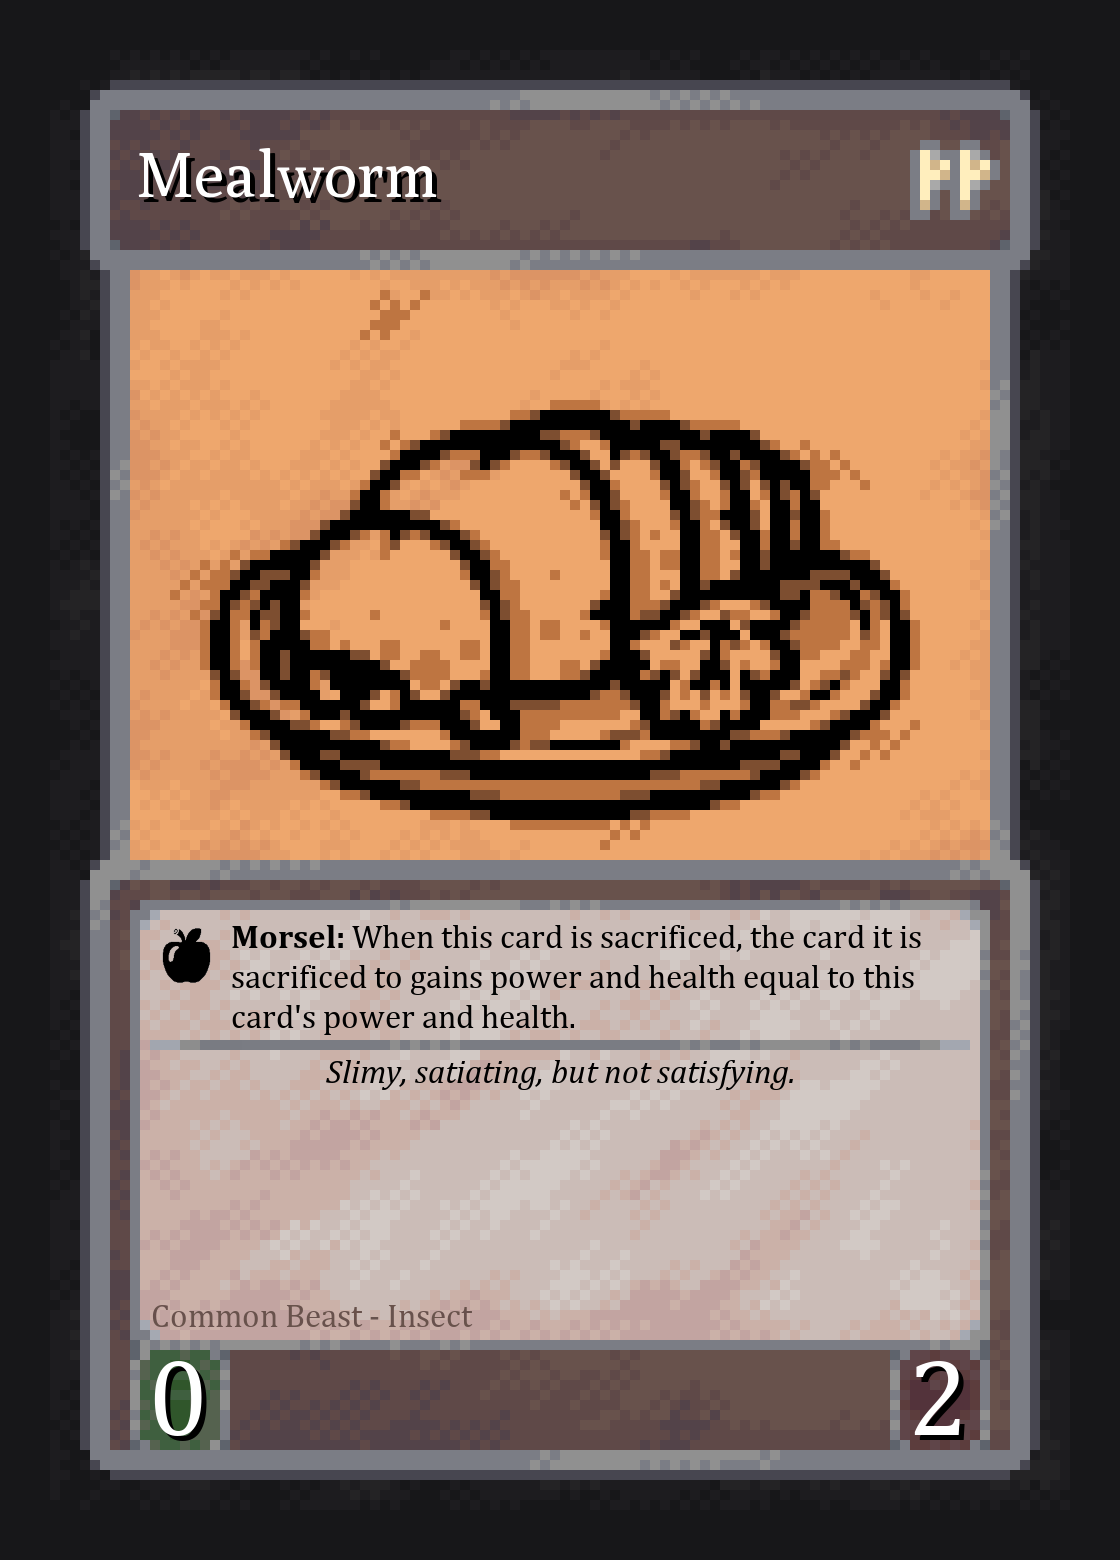 Mealworm
Morsel: When this card is sacrificed, the card it is
sacrificed to gains power and health equal to this
card's power and health.
Slimy, satiating, but not satisfying.
Common Beast - Insect
0
2